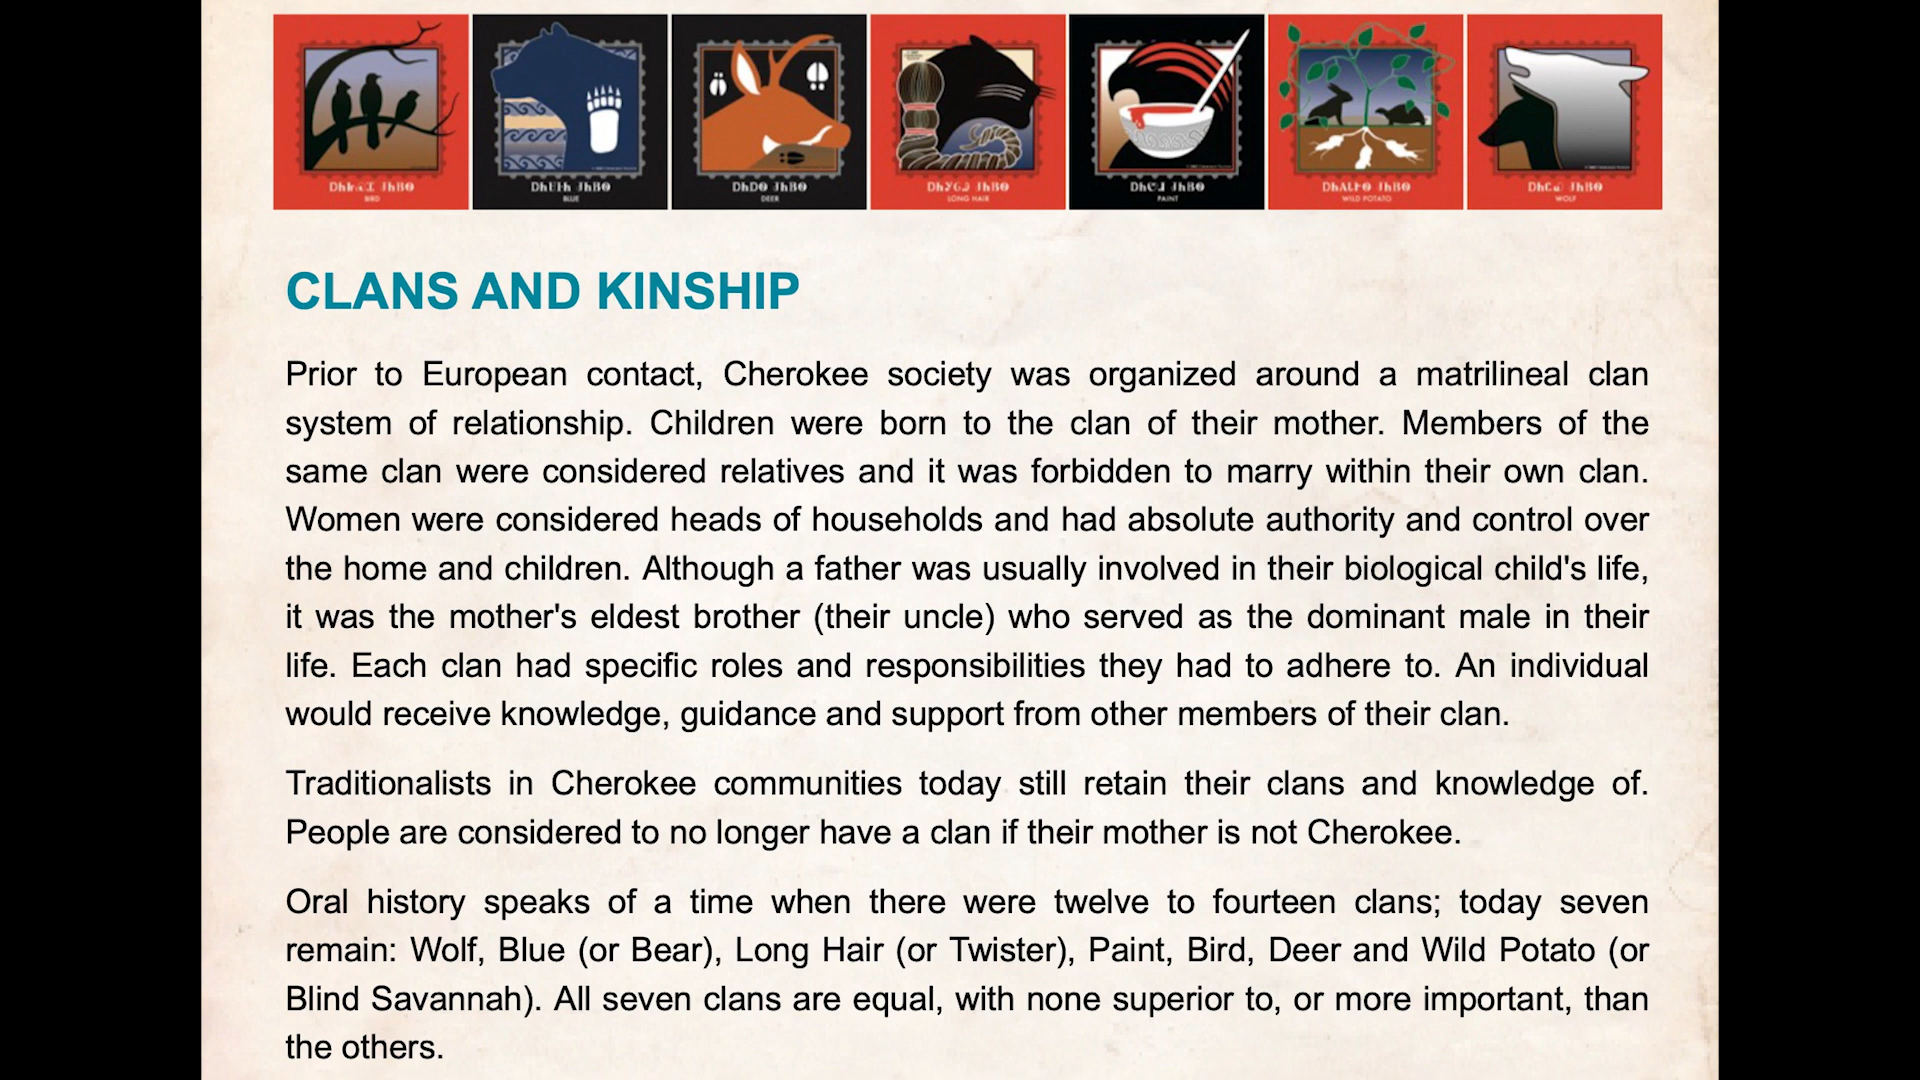 BIRD
BLUE
DEER
LONG HAIR
PAINT
WILD POTATO
WOLF
CLANS AND KINSHIP
Prior to European contact, Cherokee society was organized around a matrilineal clan
system of relationship. Children were born to the clan of their mother. Members of the
same clan were considered relatives and it was forbidden to marry within their own clan.
Women were considered heads of households and had absolute authority and control over
the home and children. Although a father was usually involved in their biological child's life,
it was the mother's eldest brother (their uncle) who served as the dominant male in their
life. Each clan had specific roles and responsibilities they had to adhere to. An individual
would receive knowledge, guidance and support from other members of their clan.
Traditionalists in Cherokee communities today still retain their clans and knowledge of.
People are considered to no longer have a clan if their mother is not Cherokee.
Oral history speaks of a time when there were twelve to fourteen clans; today seven
remain: Wolf, Blue (or Bear), Long Hair (or Twister), Paint, Bird, Deer and Wild Potato (or
Blind Savannah). All seven clans are equal, with none superior to, or more important, than
the others.